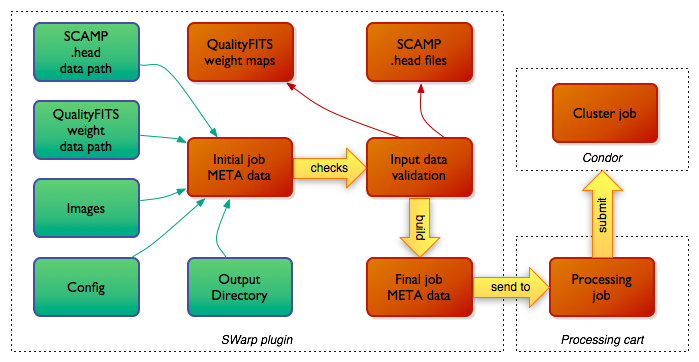 SCAMP
.head
data path
QualityFITS
weight maps
SCAMP
.head files
QualityFITS
weight
data path
Initial job
META data
checks
Input data
validation
Cluster job
Condor
Images
build
submit
Config
Output
Directory
Final job
META data
send to
Processing
job
SWarp plugin
Processing cart